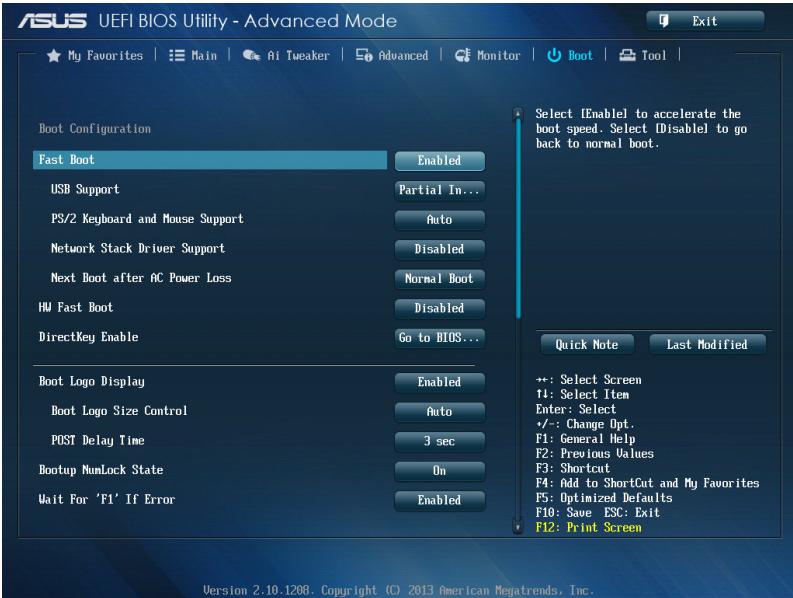 ASUS UEFI BIOS Utility - Advanced Mode
Exit
My Favorites | Main | Ai Tweaker | Advanced | Monitor | Boot | Tool |
Boot Configuration
Fast Boot Enabled
USB Support Partial In...
PS/2 Keyboard and Mouse Support Auto
Network Stack Driver Support Disabled
Next Boot after AC Power Loss Normal Boot
HW Fast Boot Disabled
DirectKey Enable Go to BIOS...
Boot Logo Display Enabled
Boot Logo Size Control Auto
POST Delay Time 3 sec
Bootup NumLock State On
Wait For 'F1' If Error Enabled
Select [Enable] to accelerate the
boot speed. Select [Disable] to go
back to normal boot.
Quick Note Last Modified
→←: Select Screen
↑↓: Select Item
Enter: Select
+/-: Change Opt.
F1: General Help
F2: Previous Values
F3: Shortcut
F4: Add to ShortCut and My Favorites
F5: Optimized Defaults
F10: Save ESC: Exit
F12: Print Screen
Version 2.10.1208. Copyright (C) 2013 American Megatrends, Inc.